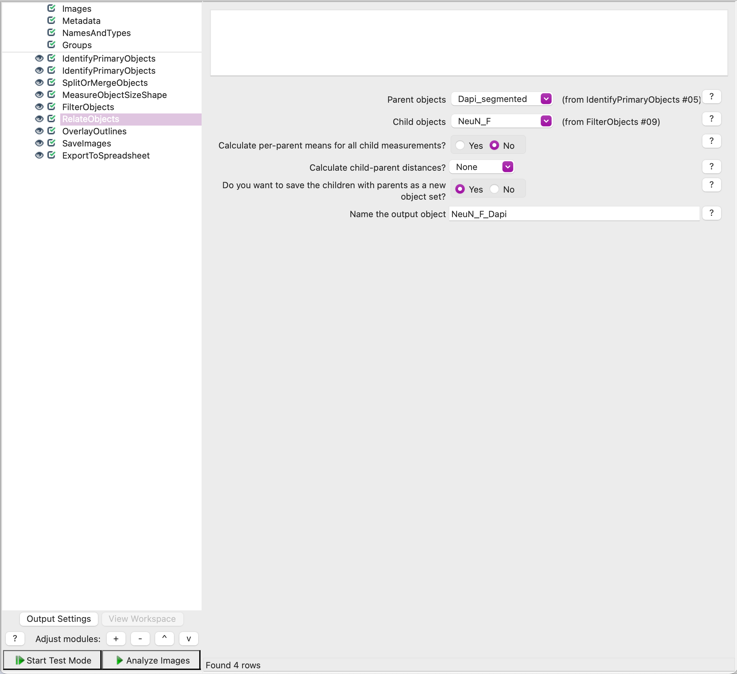 Images
Metadata
NamesAndTypes
Groups
IdentifyPrimaryObjects
IdentifyPrimaryObjects
SplitOrMergeObjects
MeasureObjectSizeShape
FilterObjects
RelateObjects
OverlayOutlines
SaveImages
ExportToSpreadsheet
Output Settings View Workspace
? Adjust modules: + - ^ v
Start Test Mode Analyze Images
Parent objects Dapi_segmented (from IdentifyPrimaryObjects #05) ?
Child objects NeuN_F (from FilterObjects #09) ?
Calculate per-parent means for all child measurements? Yes No ?
Calculate child-parent distances? None ?
Do you want to save the children with parents as a new Yes No ?
object set?
Name the output object NeuN_F_Dapi ?
Found 4 rows